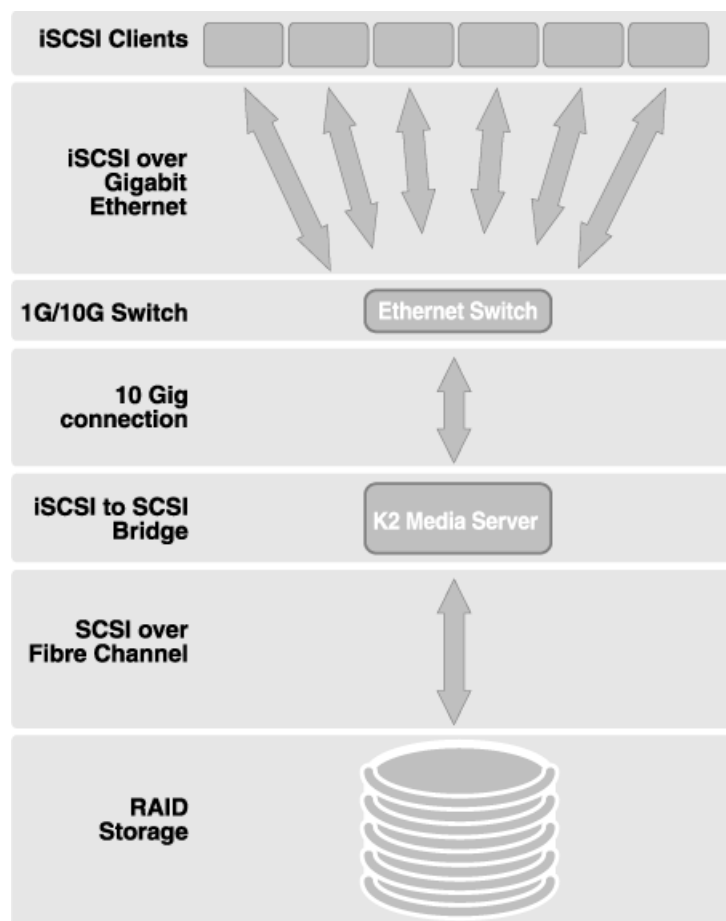 iSCSI Clients
iSCSI over
Gigabit
Ethernet
1G/10G Switch
Ethernet Switch
10 Gig
connection
iSCSI to SCSI
Bridge
K2 Media Server
SCSI over
Fibre Channel
RAID
Storage